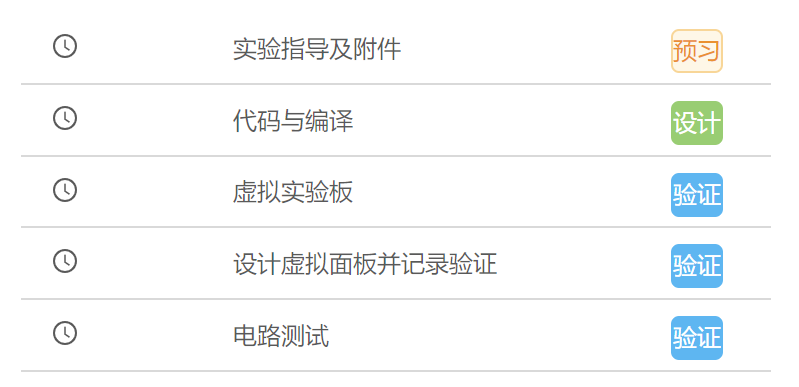 实验指导及附件 预习
代码与编译 设计
虚拟实验板 验证
设计虚拟面板并记录验证 验证
电路测试 验证